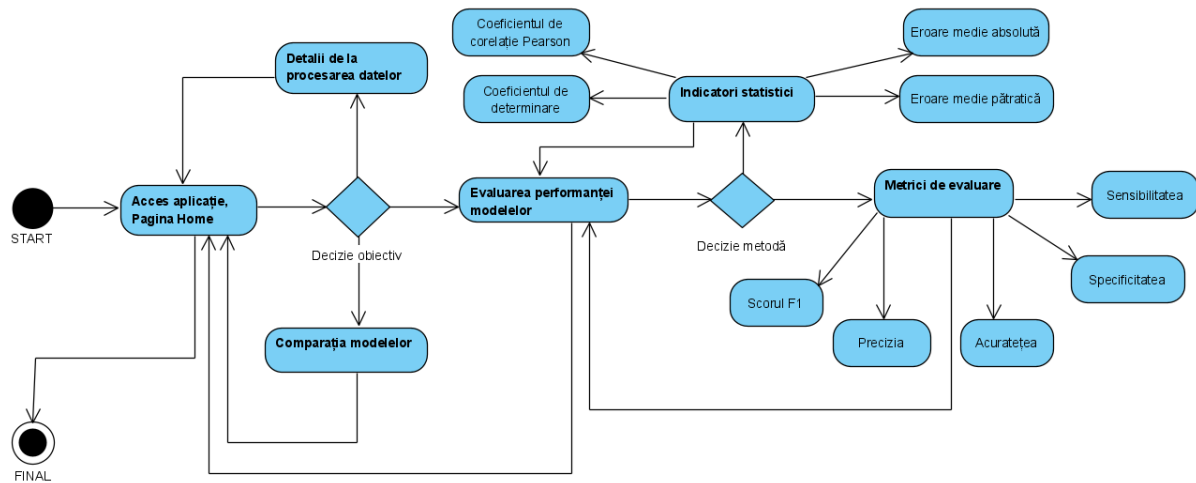 Coeficientul de
corelație Pearson
Eroare medie absolută
Detalii de la
procesarea datelor
Coeficientul de
determinare
Indicatori statistici
Eroare medie pătratică
START
Acces aplicație,
Pagina Home
Decizie obiectiv
Evaluarea performanței
modelelor
Decizie metodă
Metrici de evaluare
Sensibilitatea
Specificitatea
Scorul F1
Precizia
Acuratețea
Comparația modelelor
FINAL